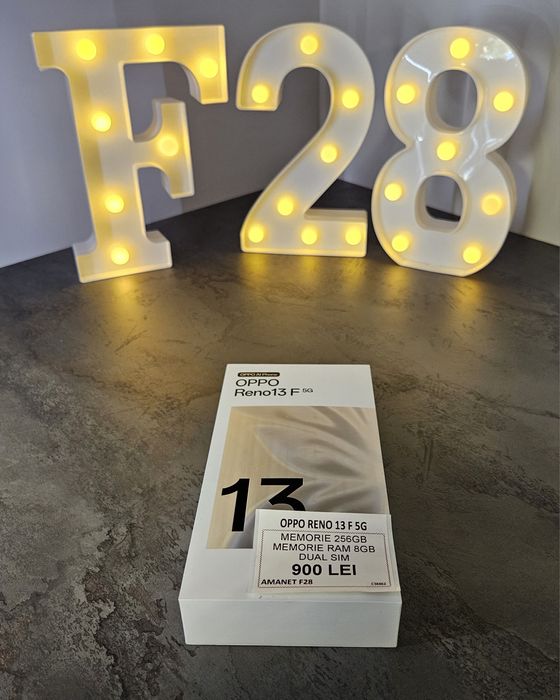 F28
OPPO AI Phone
OPPO
Reno13 F 5G
13
OPPO RENO 13 F 5G
MEMORIE 256GB
MEMORIE RAM 8GB
DUAL SIM
900 LEI
AMANET F28